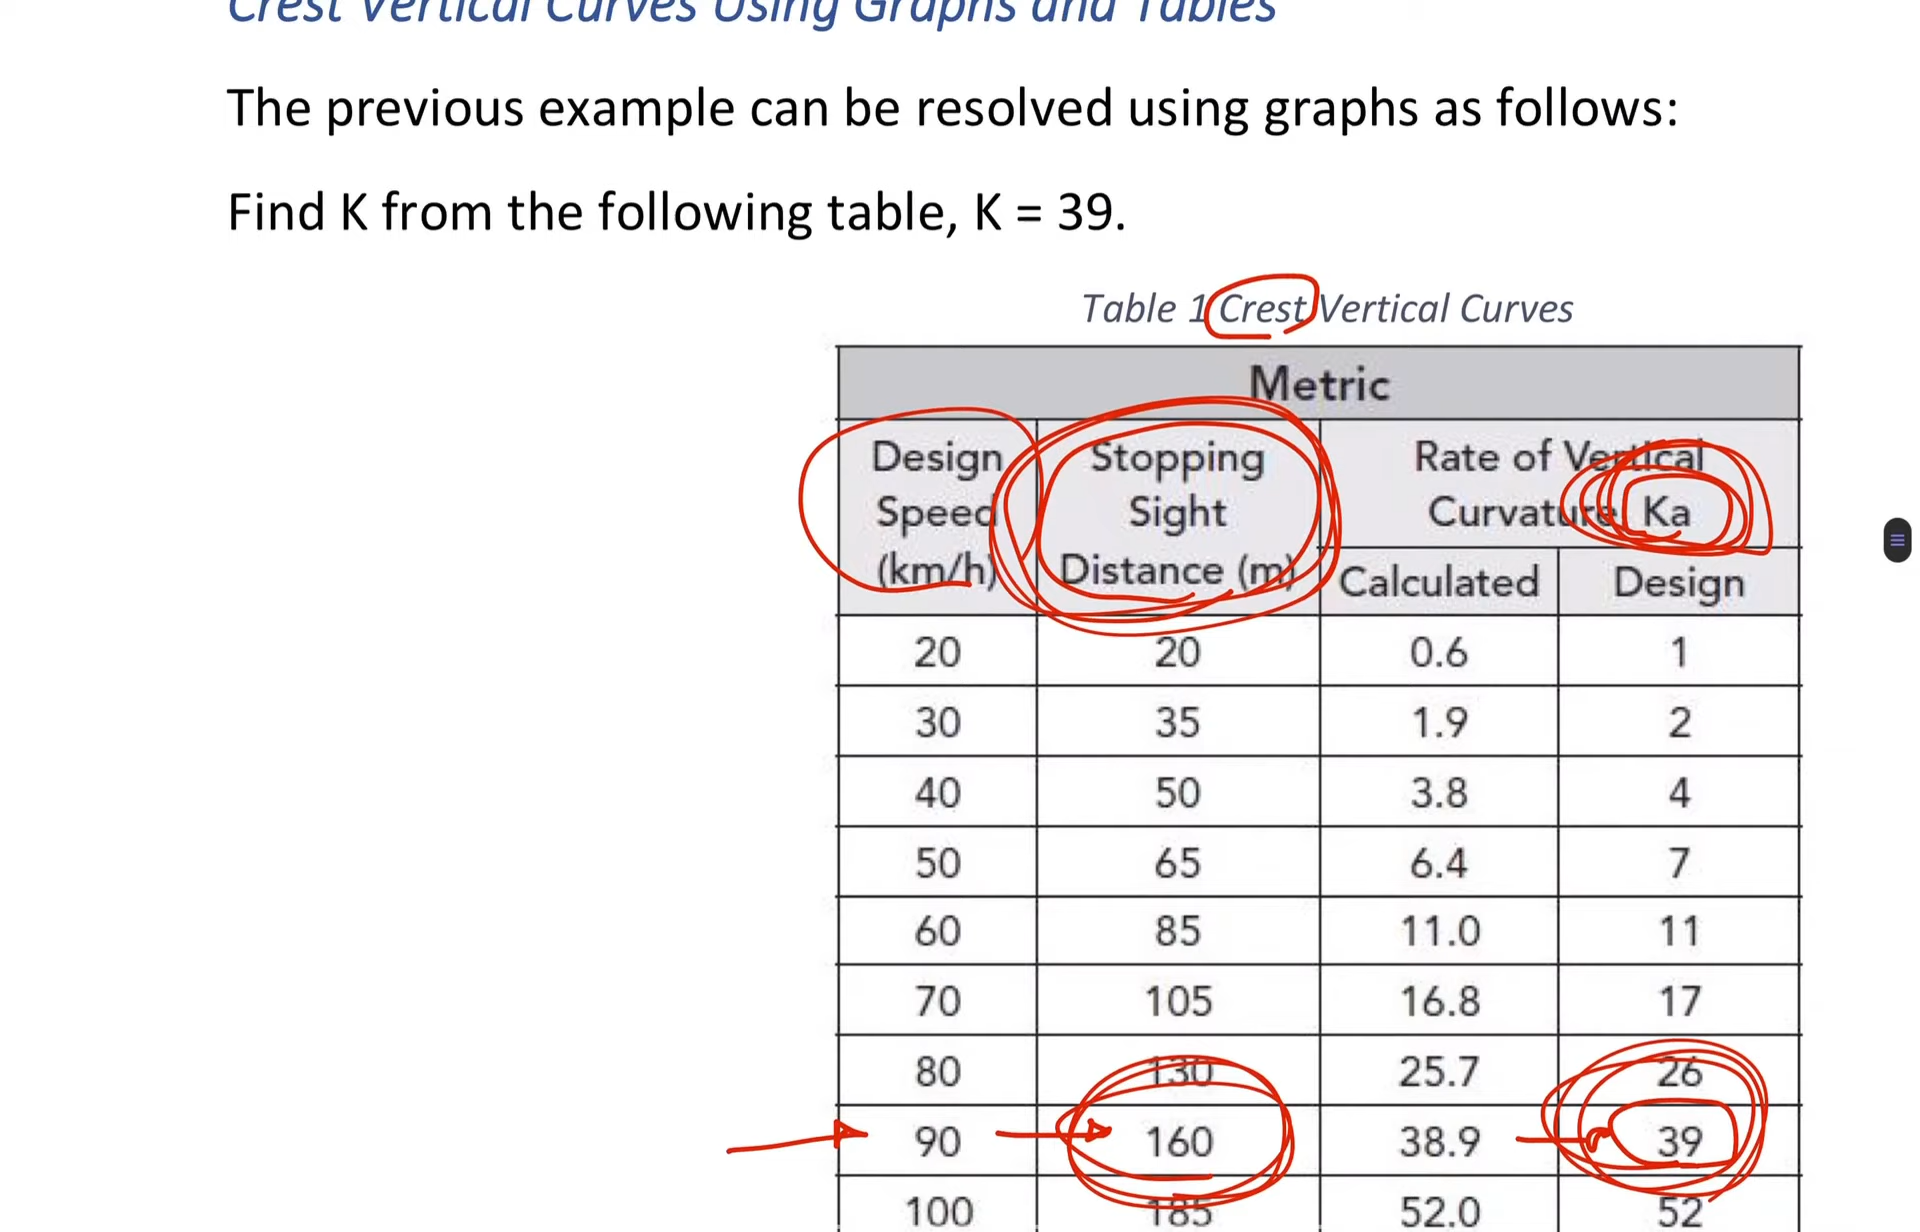 Crest Vertical Curves Using Graphs and Tables
The previous example can be resolved using graphs as follows:
Find K from the following table, K = 39.
Table 1 Crest Vertical Curves
Metric
Design Speed (km/h) Stopping Sight Distance (m) Rate of Vertical Curvature, Ka
Calculated Design
20 20 0.6 1
30 35 1.9 2
40 50 3.8 4
50 65 6.4 7
60 85 11.0 11
70 105 16.8 17
80 130 25.7 26
90 160 38.9 39
100 185 52.0 52